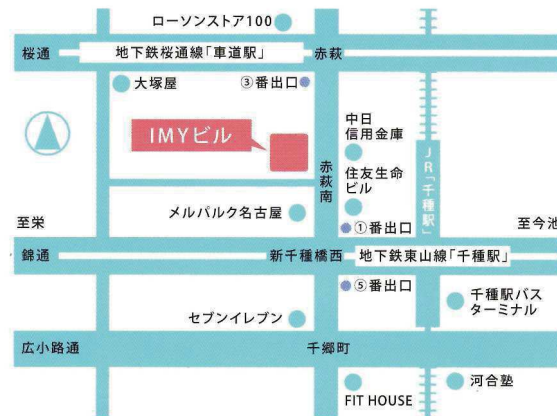 ローソンストア100
桜通
地下鉄桜通線「車道駅」
赤萩
大塚屋
③番出口
中日
信用金庫
IMYビル
赤萩南
住友生命
ビル
JR「千種駅」
メルパルク名古屋
至栄
①番出口
至今池
錦通
新千種橋西
地下鉄東山線「千種駅」
⑤番出口
千種駅バス
ターミナル
セブンイレブン
広小路通
千郷町
FIT HOUSE
河合塾